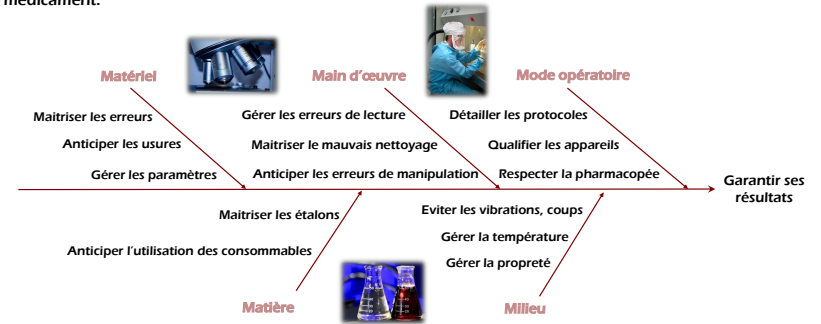 médicament.
Matériel
Main d'œuvre
Mode opératoire
Maitriser les erreurs
Gérer les erreurs de lecture
Détailler les protocoles
Anticiper les usures
Maitriser le mauvais nettoyage
Qualifier les appareils
Gérer les paramètres
Anticiper les erreurs de manipulation
Respecter la pharmacopée
Garantir ses
résultats
Maitriser les étalons
Eviter les vibrations, coups
Gérer la température
Anticiper l'utilisation des consommables
Gérer la propreté
Matière
Milieu